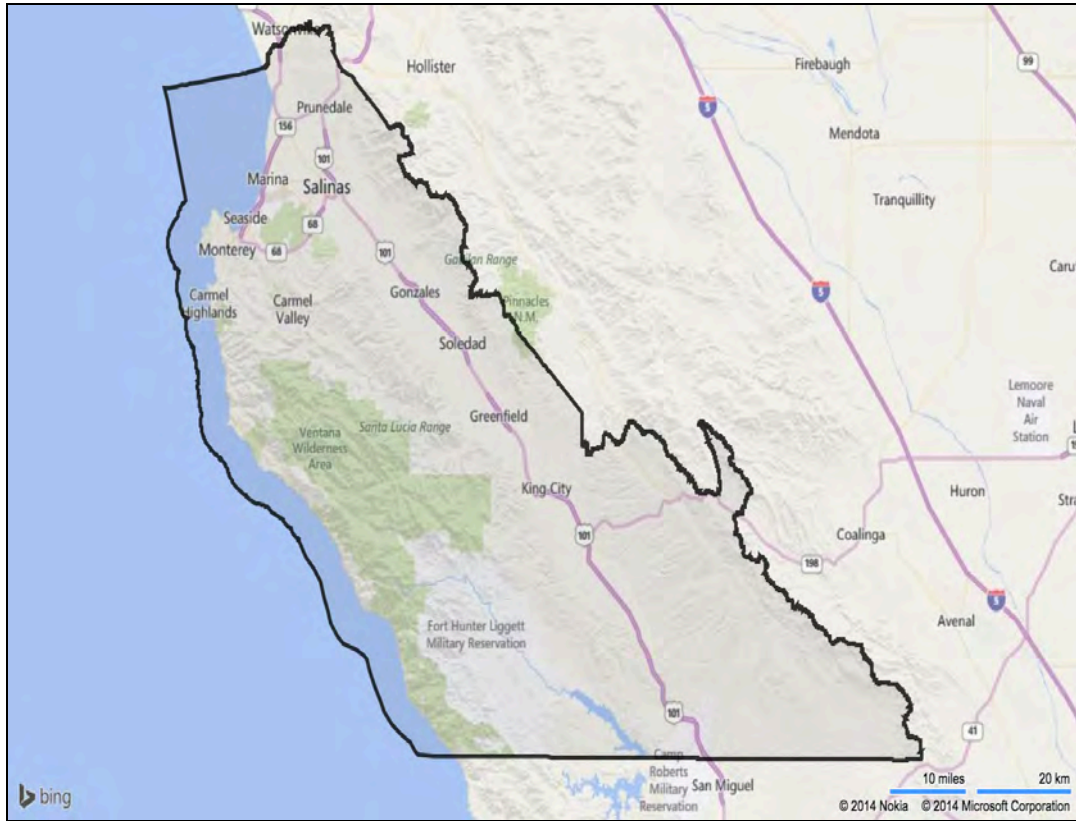 Watsonville
Hollister
Firebaugh
99
5
Prunedale
156
Mendota
101
Marina
Salinas
Tranquillity
Seaside
68
Monterey
68
101
Gabilan Range
Caru
Carmel
Highlands
Carmel
Valley
Gonzales
5
Pinnacles
N.M.
Soledad
Lemoore
Naval
Air
Station
Greenfield
Santa Lucia Range
Ventana
Wilderness
Area
L
King City
Huron
Stra
101
Coalinga
198
5
Avenal
Fort Hunter Liggett
Military Reservation
101
41
Camp
Roberts
Military
Reservation
San Miguel
10 miles
20 km
bing
© 2014 Nokia © 2014 Microsoft Corporation